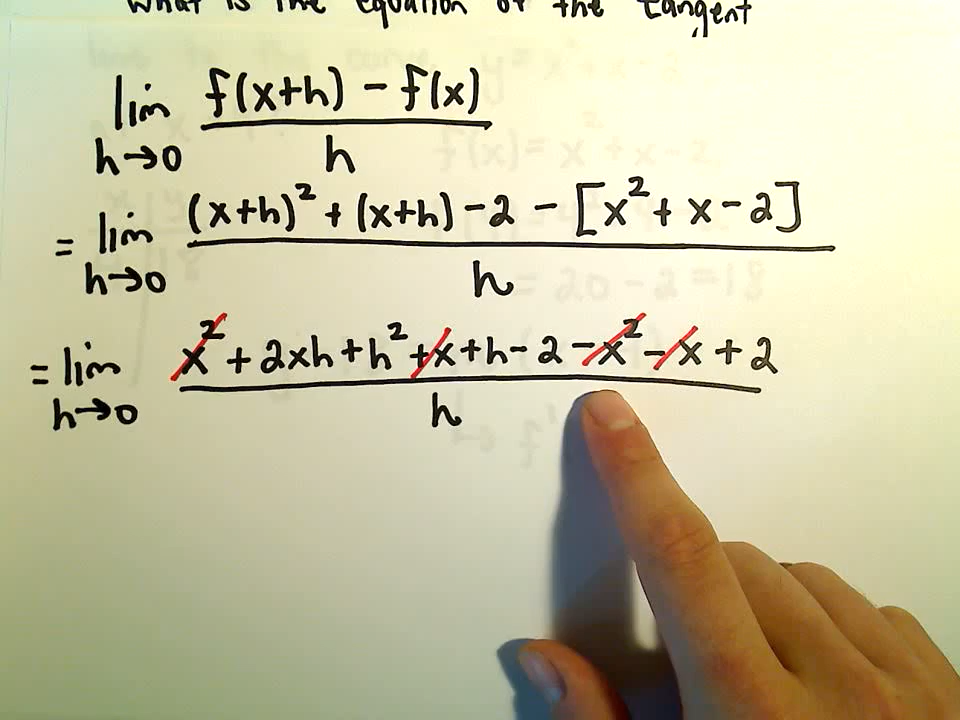 What is the equation of the tangent
lim f(x+h) - f(x)
h→0 h
= lim (x+h)² + (x+h) - 2 - [x² + x - 2]
h→0 h
= lim x² + 2xh + h² + x + h - 2 - x² - x + 2
h→0 h